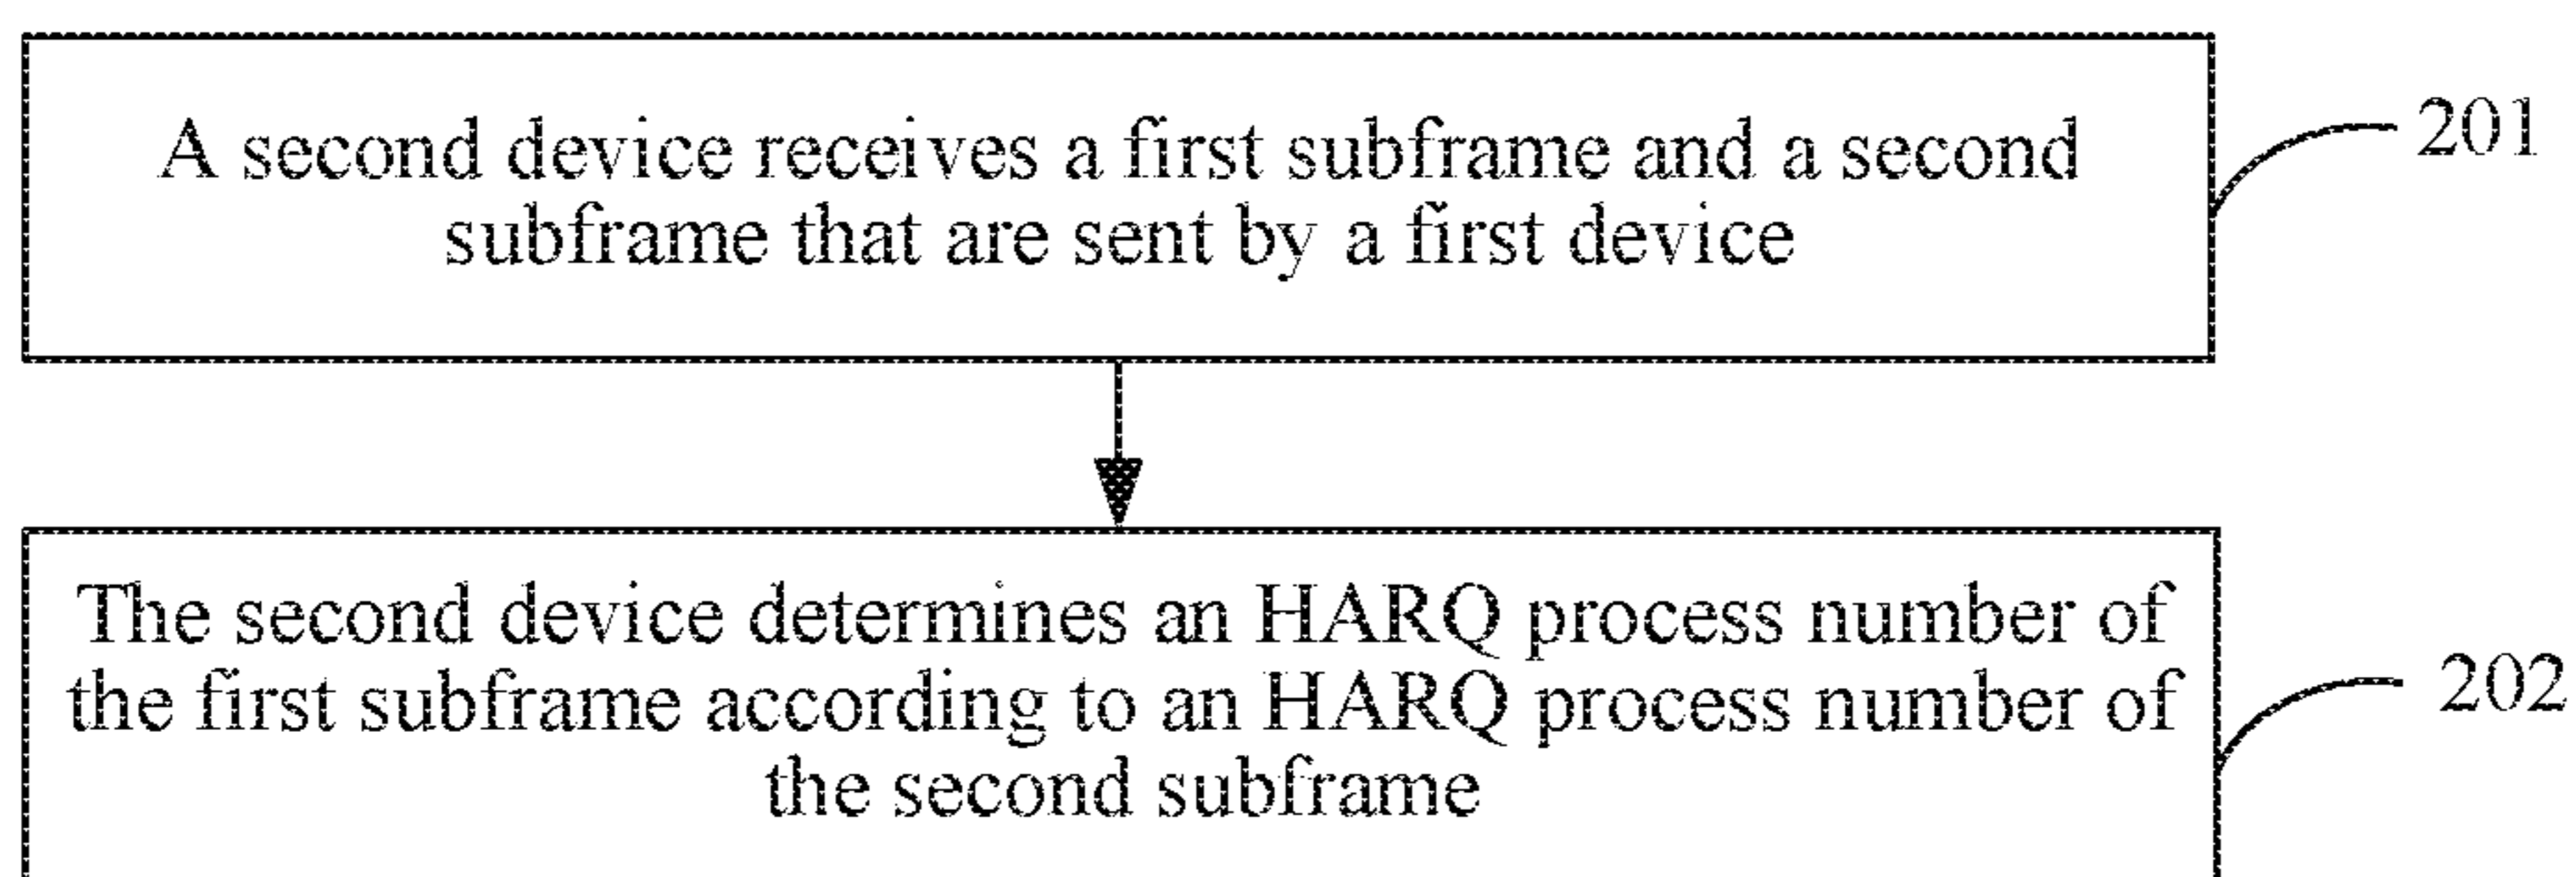 A second device receives a first subframe and a second
subframe that are sent by a first device
201
The second device determines an HARQ process number of
the first subframe according to an HARQ process number of
the second subframe
202